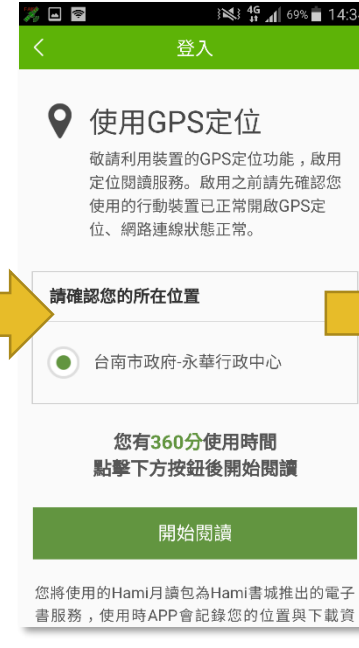 4G 69% 14:34
登入
使用GPS定位
敬請利用裝置的GPS定位功能，啟用
定位閱讀服務。啟用之前請先確認您
使用的行動裝置已正常開啟GPS定
位、網路連線狀態正常。
請確認您的所在位置
台南市政府-永華行政中心
您有360分使用時間
點擊下方按鈕後開始閱讀
開始閱讀
您將使用的Hami月讀包為Hami書城推出的電子
書服務，使用時APP會記錄您的位置與下載資